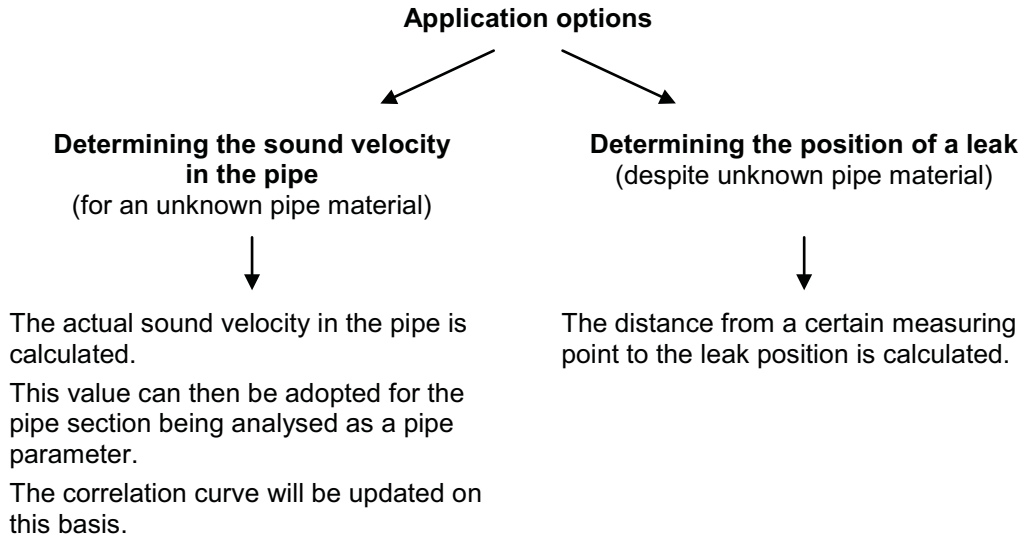 Application options
Determining the sound velocity
in the pipe
(for an unknown pipe material)
The actual sound velocity in the pipe is
calculated.
This value can then be adopted for the
pipe section being analysed as a pipe
parameter.
The correlation curve will be updated on
this basis.
Determining the position of a leak
(despite unknown pipe material)
The distance from a certain measuring
point to the leak position is calculated.